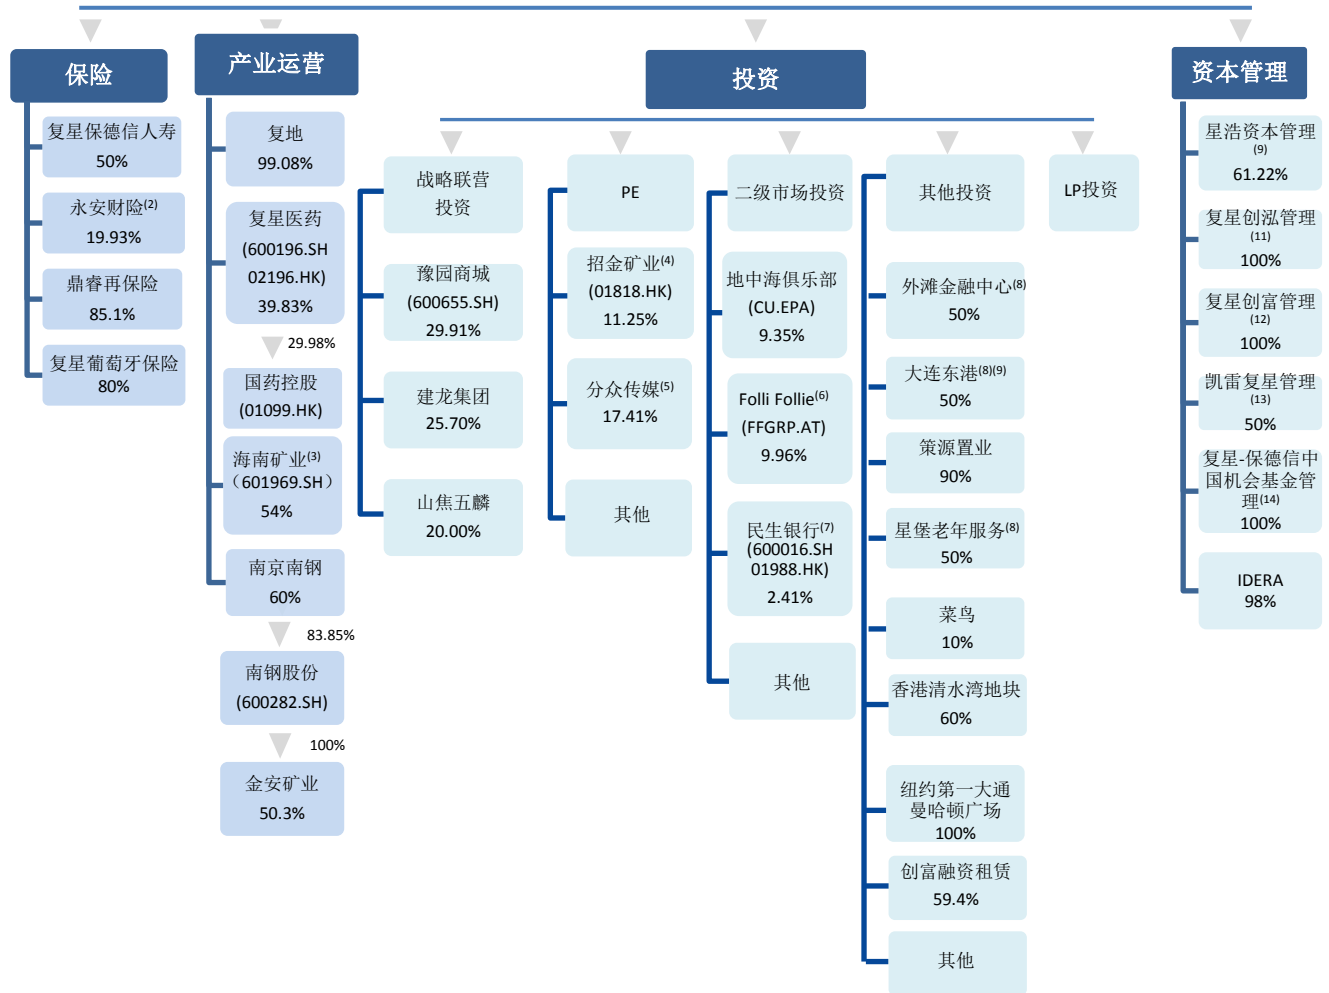 保险
复星保德信人寿
50%
永安财险(2)
19.93%
鼎睿再保险
85.1%
复星葡萄牙保险
80%
产业运营
复地
99.08%
复星医药
(600196.SH
02196.HK)
39.83%
29.98%
国药控股
(01099.HK)
海南矿业(3)
（601969.SH）
54%
南京南钢
60%
83.85%
南钢股份
(600282.SH)
100%
金安矿业
50.3%
投资
战略联营
投资
豫园商城
(600655.SH)
29.91%
建龙集团
25.70%
山焦五麟
20.00%
PE
招金矿业(4)
(01818.HK)
11.25%
分众传媒(5)
17.41%
其他
二级市场投资
地中海俱乐部
(CU.EPA)
9.35%
Folli Follie(6)
(FFGRP.AT)
9.96%
民生银行(7)
(600016.SH
01988.HK)
2.41%
其他
其他投资
外滩金融中心(8)
50%
大连东港(8)(9)
50%
策源置业
90%
星堡老年服务(8)
50%
菜鸟
10%
香港清水湾地块
60%
纽约第一大通
曼哈顿广场
100%
创富融资租赁
59.4%
其他
LP投资
资本管理
星浩资本管理
(9)
61.22%
复星创泓管理
(11)
100%
复星创富管理
(12)
100%
凯雷复星管理
(13)
50%
复星-保德信中
国机会基金管
理(14)
100%
IDERA
98%